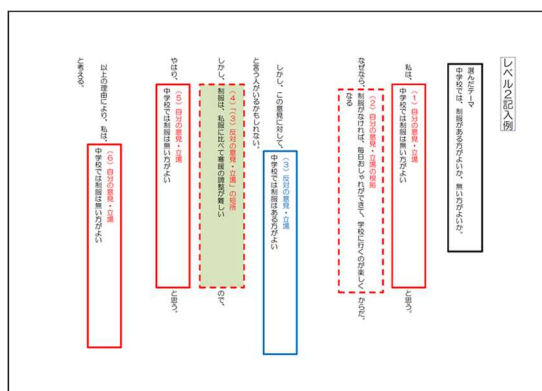 レベル2記入例
選んだテーマ
中学校では、制服がある方がよいか、無い方がよいか。
私は、
(1)自分の意見・立場
中学校では制服は無い方がよい
と思う。
なぜなら、
(2)自分の意見・立場の根拠
制服がなければ、毎日おしゃれができて、学校に行くのが楽しく
なる
からだ。
しかし、この意見に対して、
(3)反対の意見・立場
中学校では制服はある方がよい
と言う人がいるかもしれない。
しかし、
(4)「(3)反対の意見・立場」の短所
制服は、私服に比べて寒暖の調整が難しい
ので、
やはり、
(5)自分の意見・立場
中学校では制服は無い方がよい
と思う。
以上の理由により、私は、
(6)自分の意見・立場
中学校では制服は無い方がよい
と考える。